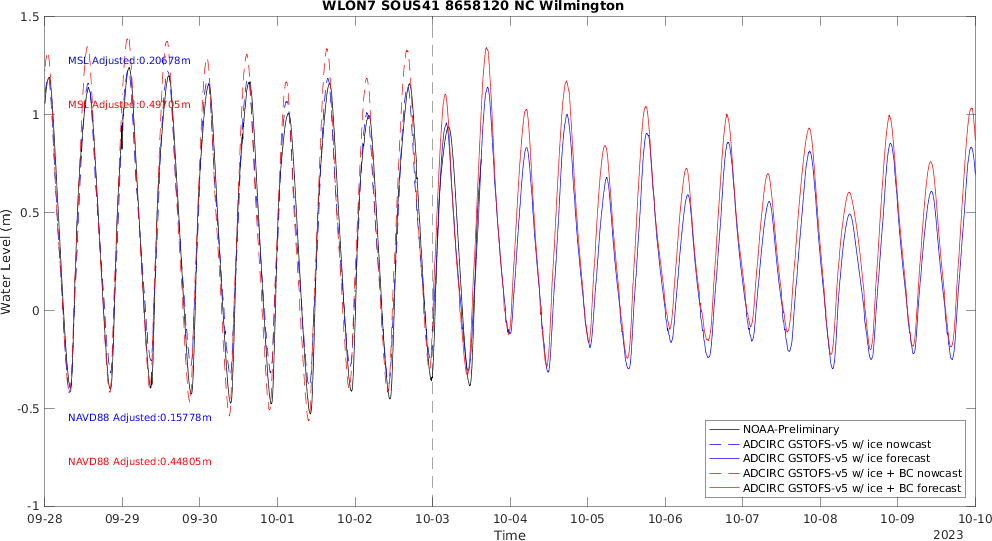 WLON7 SOUS41 8658120 NC Wilmington
1.5
1
0.5
0
-0.5
-1
Water Level (m)
MSL Adjusted:0.20678m
MSL Adjusted:0.49705m
NAVD88 Adjusted:0.15778m
NAVD88 Adjusted:0.44805m
NOAA-Preliminary
ADCIRC GSTOFS-v5 w/ ice nowcast
ADCIRC GSTOFS-v5 w/ ice forecast
ADCIRC GSTOFS-v5 w/ ice + BC nowcast
ADCIRC GSTOFS-v5 w/ ice + BC forecast
09-28 09-29 09-30 10-01 10-02 10-03 10-04 10-05 10-06 10-07 10-08 10-09 10-10
Time
2023